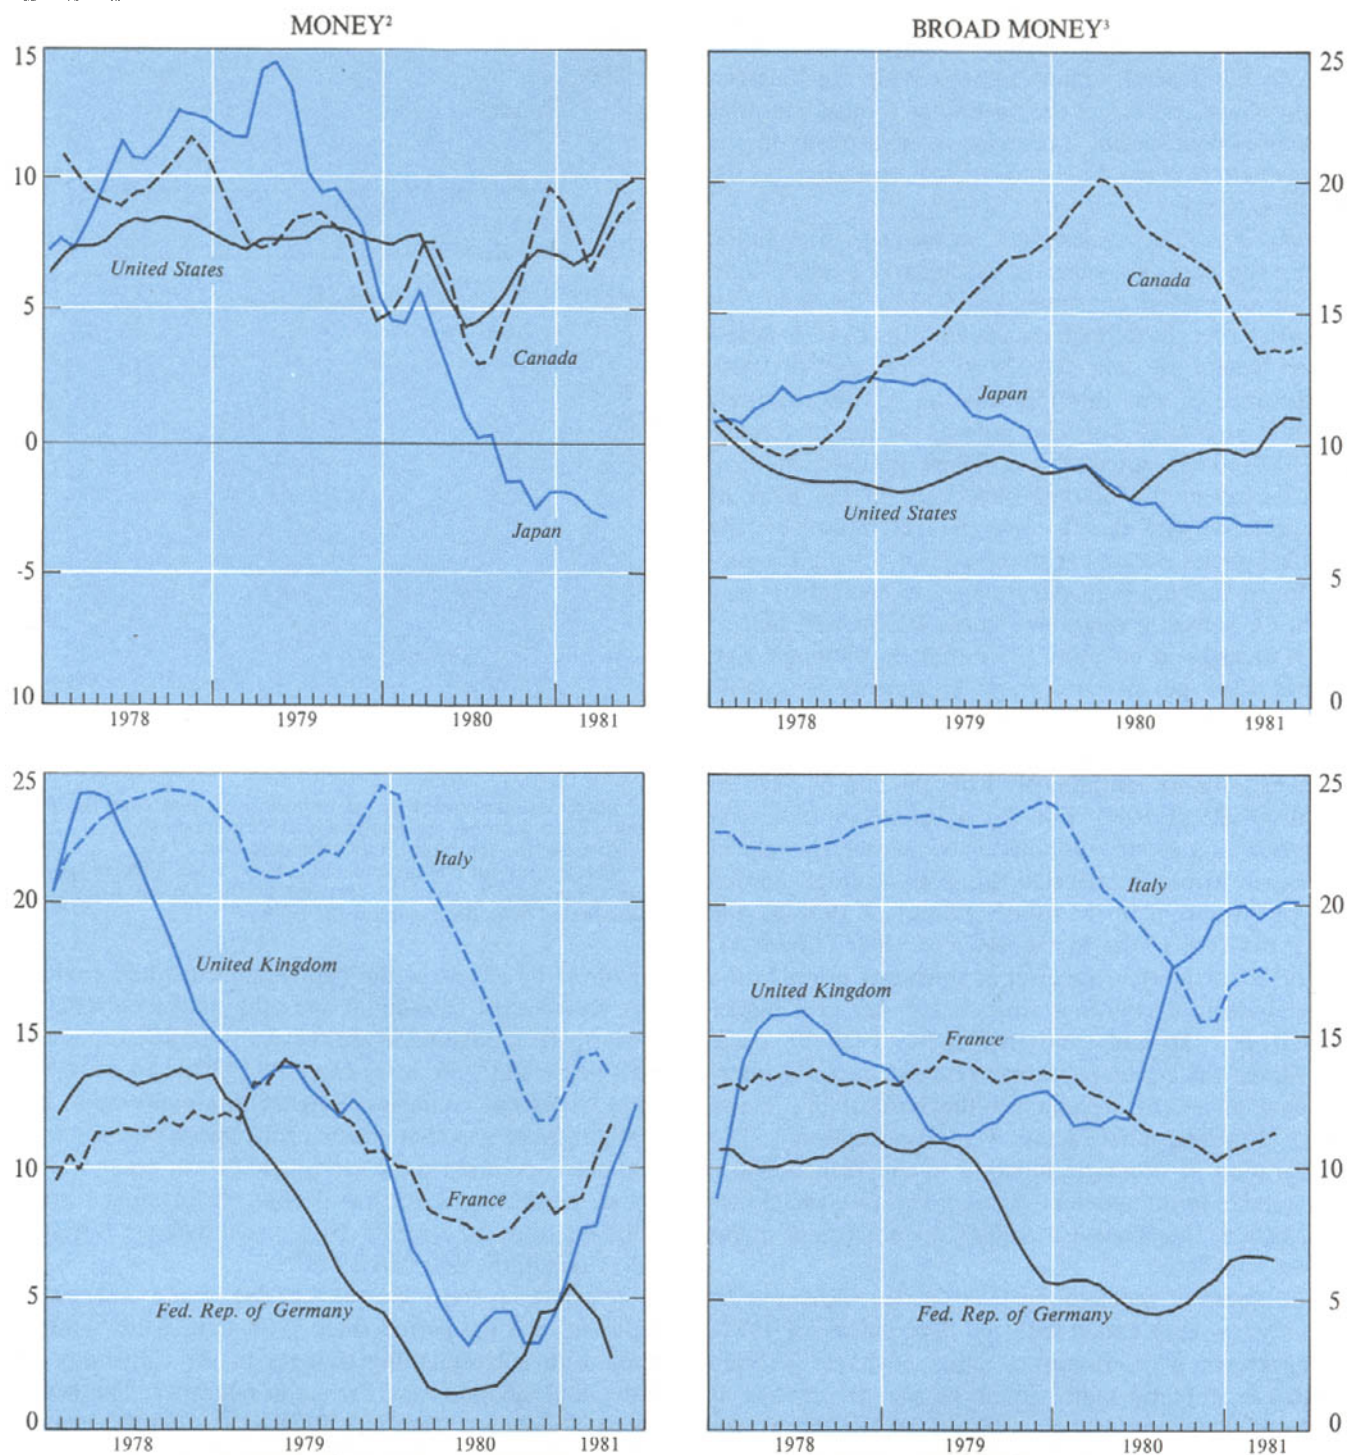 MONEY² BROAD MONEY³
15 25
10 20
United States
Canada
5 15
Canada
Japan
0 10
United States
Japan
-5 5
10 0
1978 1979 1980 1981 1978 1979 1980 1981
25 25
Italy
20 Italy 20
United Kingdom
United Kingdom
15 France 15
10 10
France
5 Fed. Rep. of Germany Fed. Rep. of Germany 5
0 0
1978 1979 1980 1981 1978 1979 1980 1981